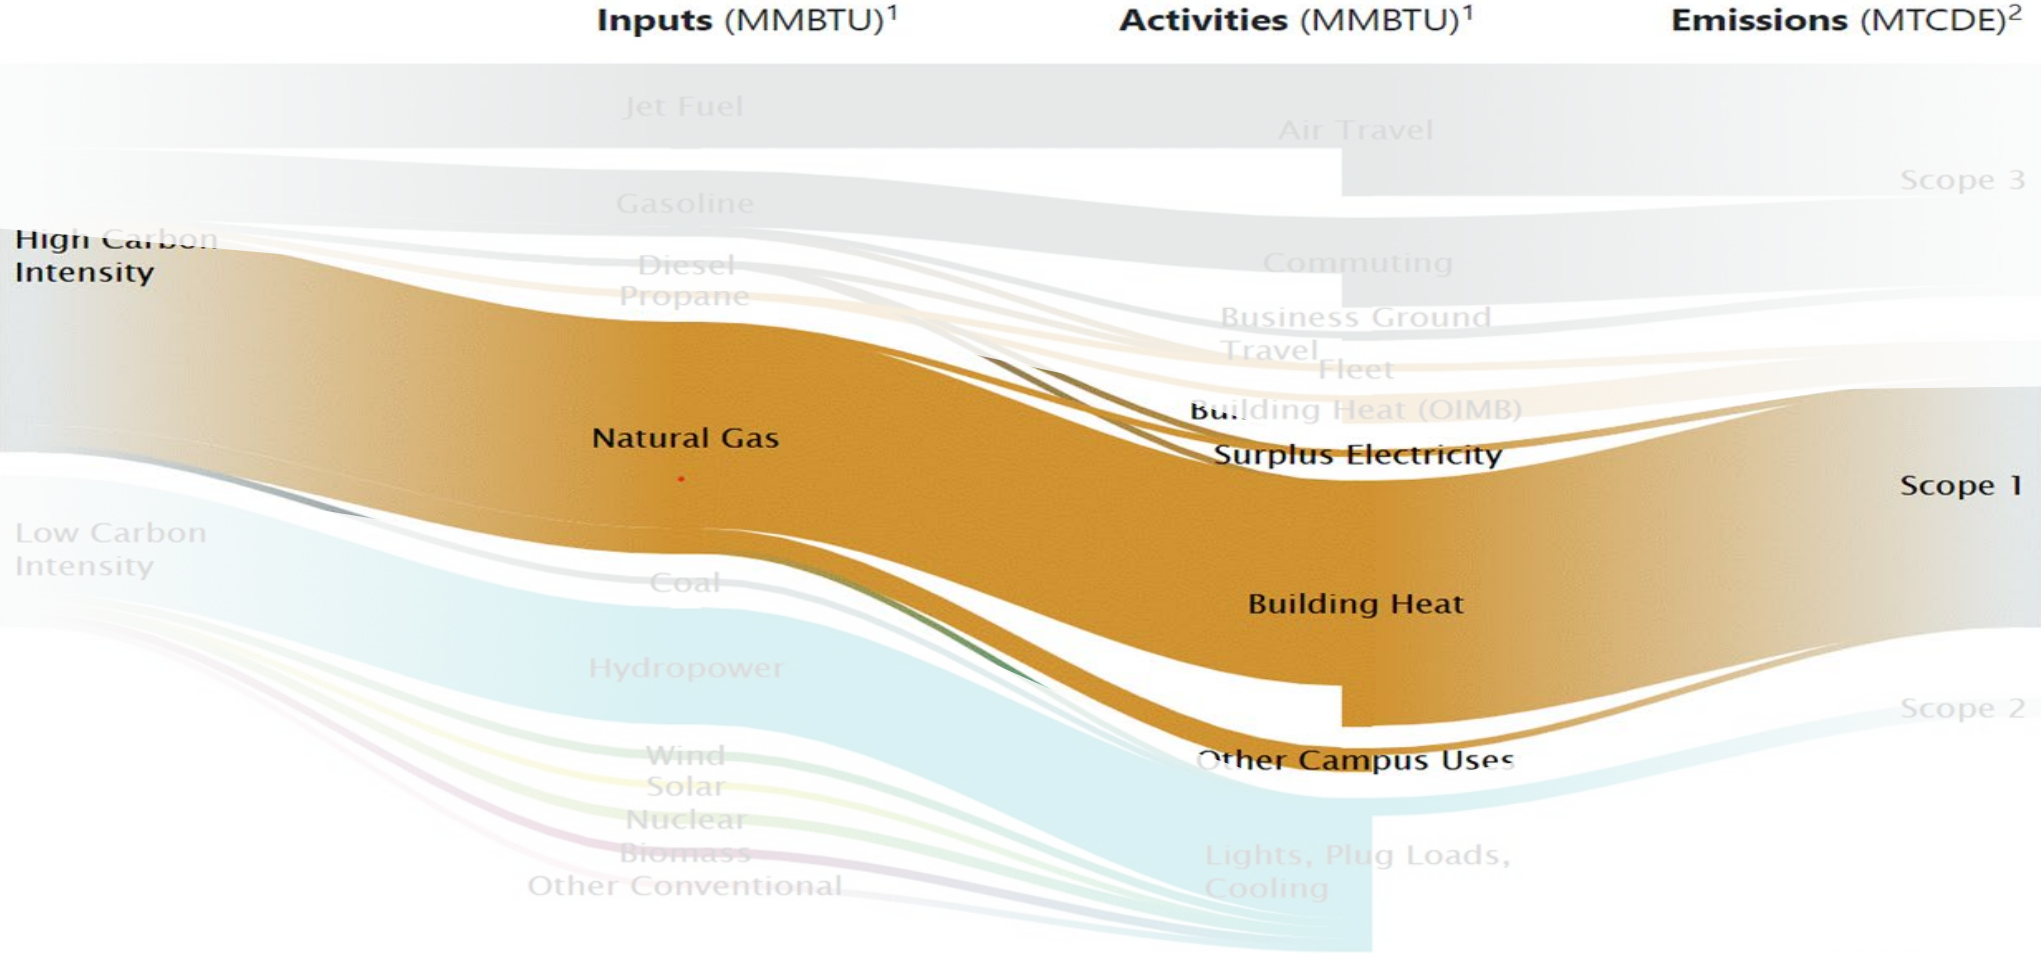 Inputs (MMBTU)¹
Activities (MMBTU)¹
Emissions (MTCDE)²
Jet Fuel
Air Travel
Scope 3
Gasoline
High Carbon
Intensity
Diesel
Commuting
Propane
Business Ground
Travel
Fleet
Building Heat (OIMB)
Natural Gas
Surplus Electricity
Scope 1
Low Carbon
Intensity
Coal
Building Heat
Hydropower
Scope 2
Wind
Other Campus Uses
Solar
Nuclear
Biomass
Lights, Plug Loads,
Cooling
Other Conventional